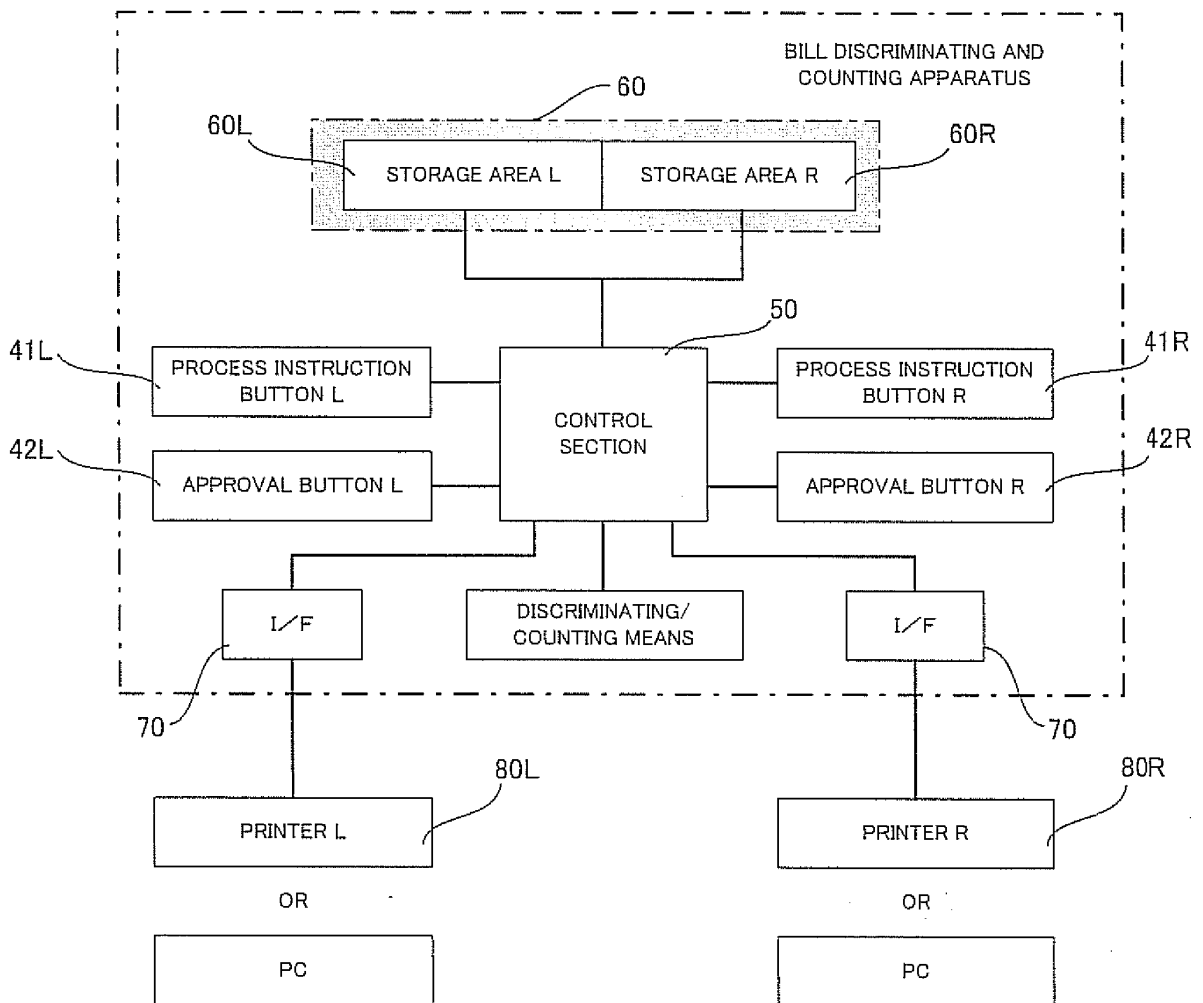 BILL DISCRIMINATING AND
COUNTING APPARATUS
60
60L
60R
STORAGE AREA L
STORAGE AREA R
50
41L
41R
PROCESS INSTRUCTION
BUTTON L
PROCESS INSTRUCTION
BUTTON R
CONTROL
SECTION
42L
42R
APPROVAL BUTTON L
APPROVAL BUTTON R
I/F
DISCRIMINATING/
COUNTING MEANS
I/F
70
70
80L
80R
PRINTER L
PRINTER R
OR
OR
PC
PC